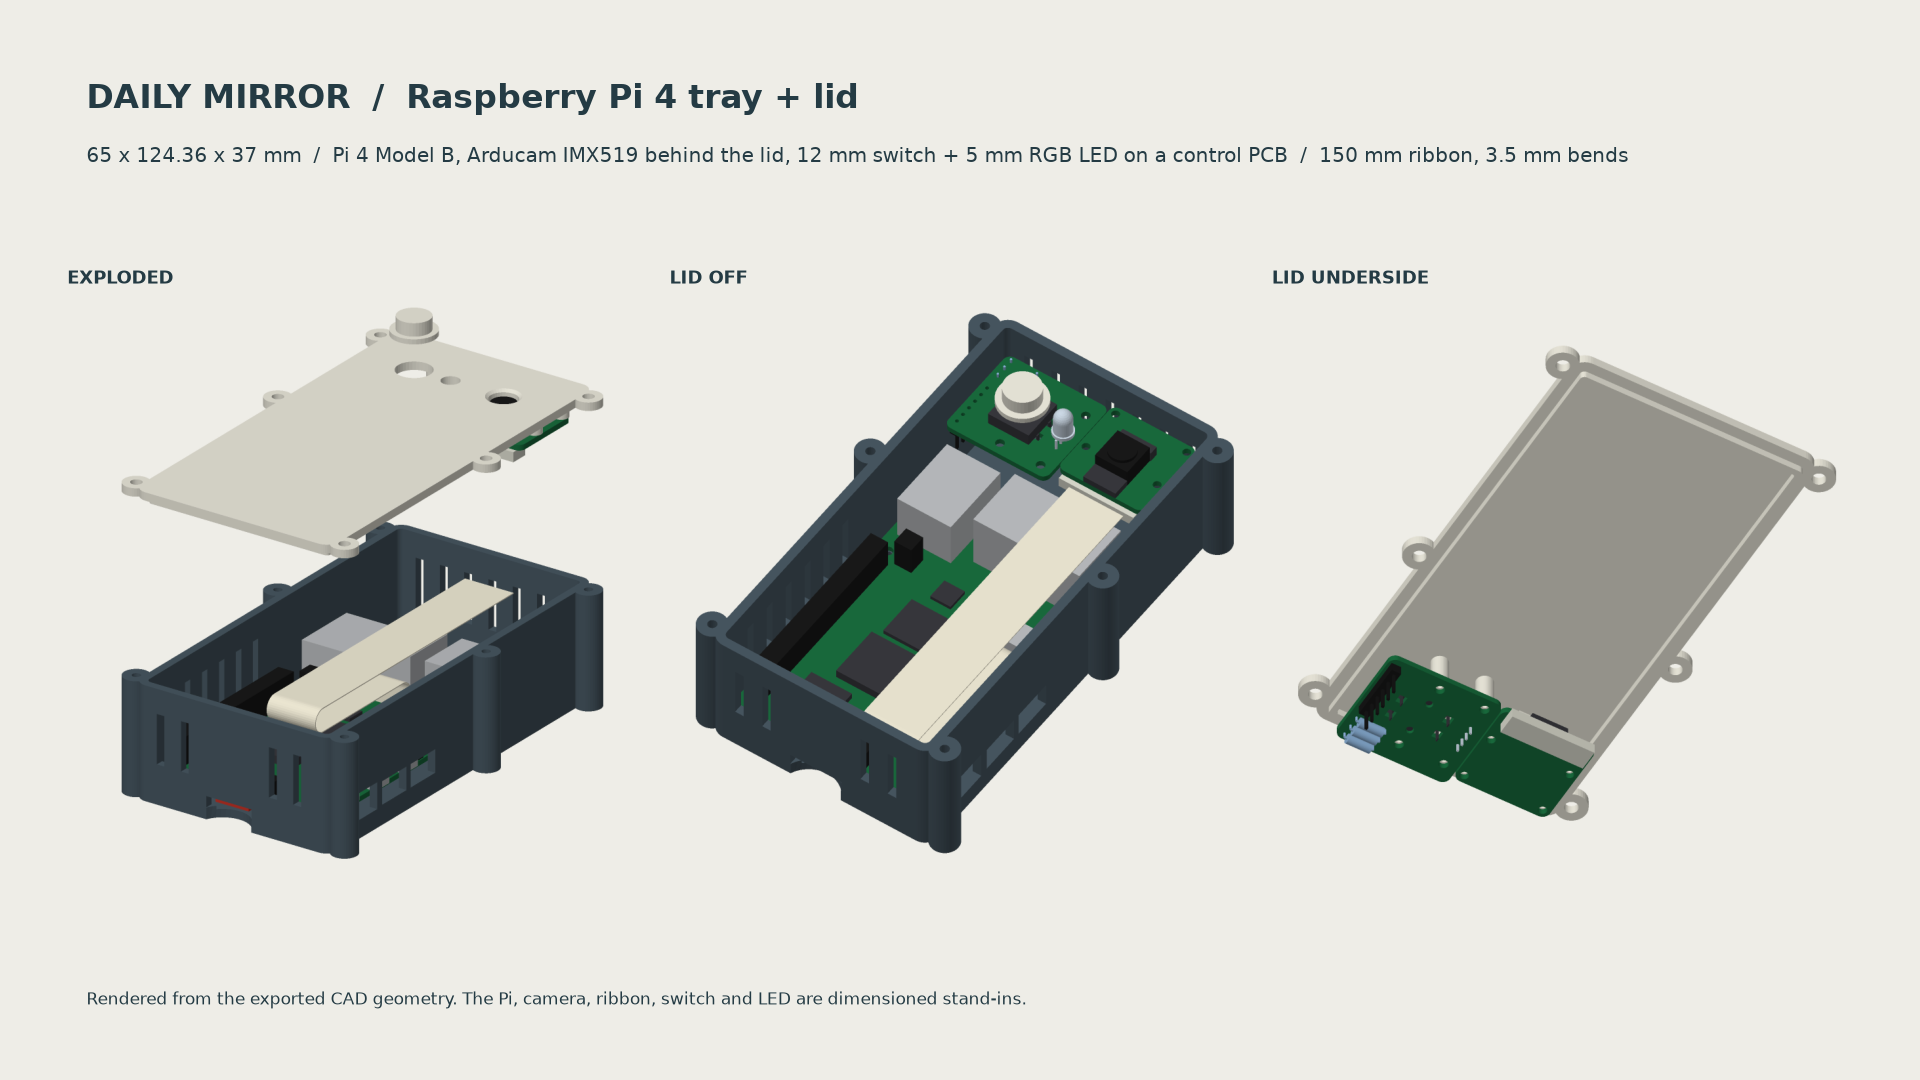 DAILY MIRROR / Raspberry Pi 4 tray + lid
65 x 124.36 x 37 mm / Pi 4 Model B, Arducam IMX519 behind the lid, 12 mm switch + 5 mm RGB LED on a control PCB / 150 mm ribbon, 3.5 mm bends
EXPLODED
LID OFF
LID UNDERSIDE
Rendered from the exported CAD geometry. The Pi, camera, ribbon, switch and LED are dimensioned stand-ins.